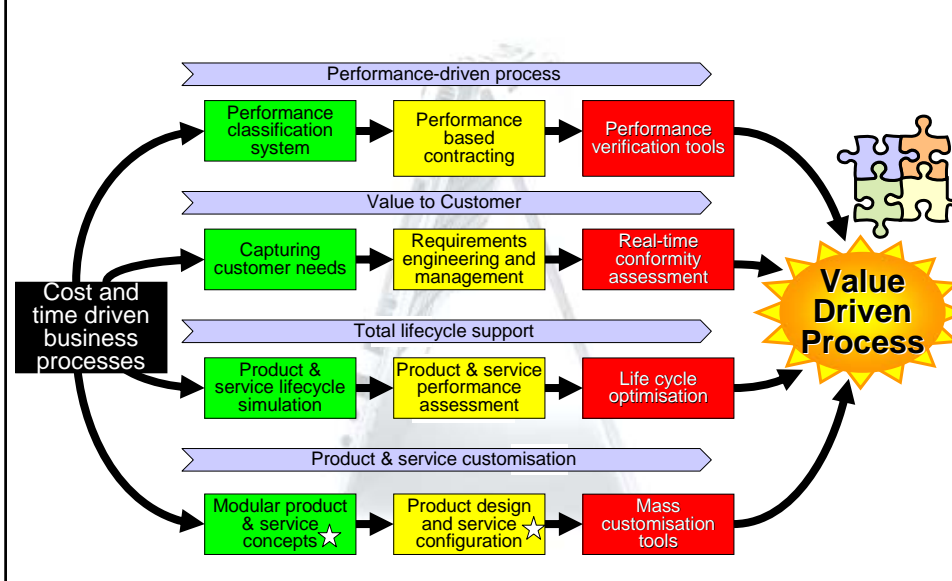 Performance-driven process
Performance
classification
system
Performance
based
contracting
Performance
verification tools
Value to Customer
Capturing
customer needs
Requirements
engineering and
management
Real-time
conformity
assessment
Cost and
time driven
business
processes
Value
Driven
Process
Total lifecycle support
Product &
service lifecycle
simulation
Product & service
performance
assessment
Life cycle
optimisation
Product & service customisation
Modular product
& service
concepts
Product design
and service
configuration
Mass
customisation
tools